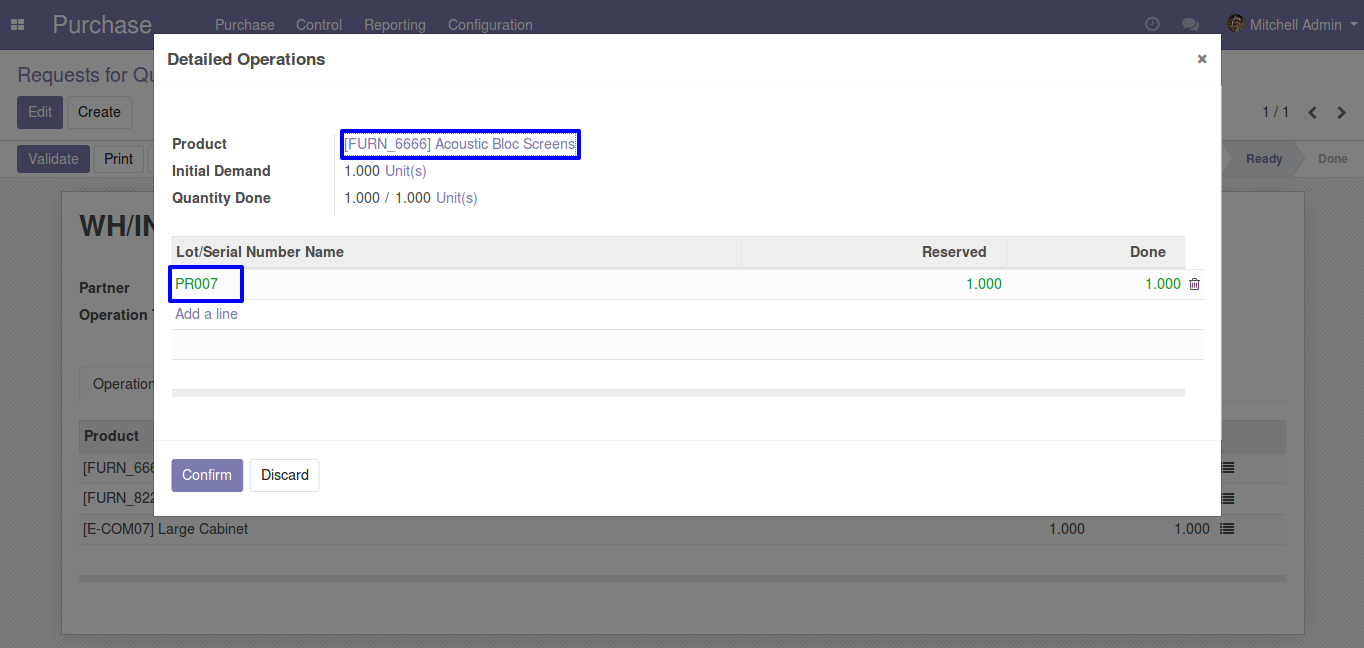 Purchase Purchase Control Reporting Configuration Mitchell Admin
Detailed Operations ×
Requests for Qu
Edit Create 1 / 1
Product [FURN_6666] Acoustic Bloc Screens
Validate Print Ready Done
Initial Demand 1.000 Unit(s)
Quantity Done 1.000 / 1.000 Unit(s)
WH/IN
Lot/Serial Number Name Reserved Done
Partner
PR007 1.000 1.000
Operation T
Add a line
Operation
Product
[FURN_666
Confirm Discard
[FURN_822
[E-COM07] Large Cabinet 1.000 1.000